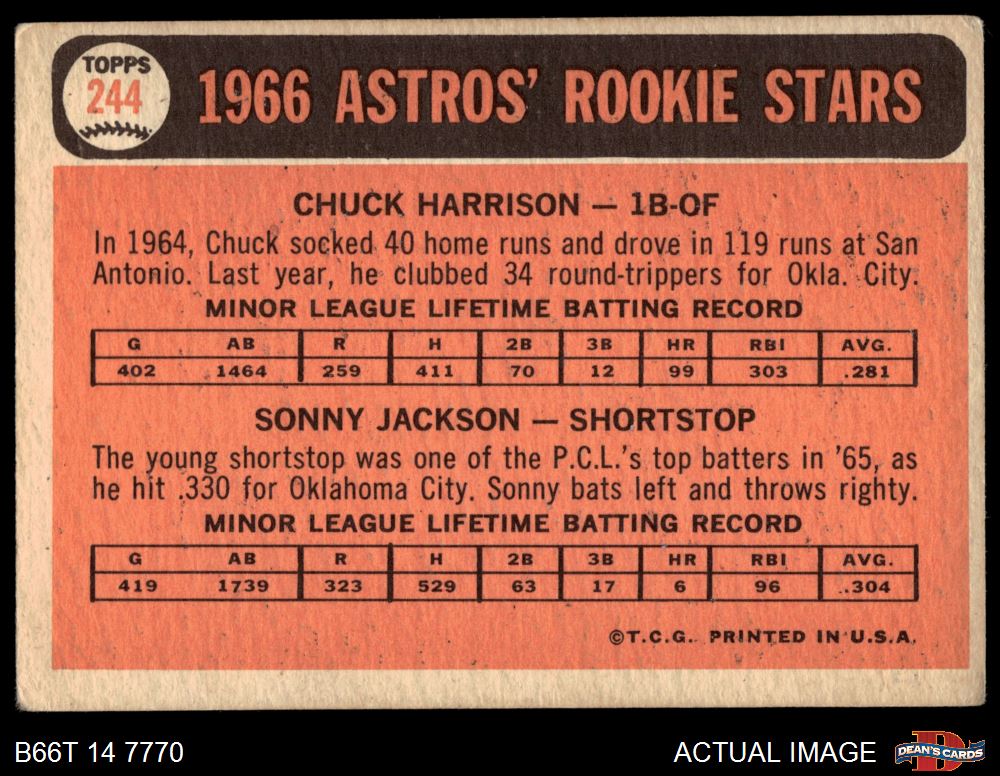 TOPPS
244
1966 ASTROS' ROOKIE STARS
CHUCK HARRISON — 1B-OF
In 1964, Chuck socked 40 home runs and drove in 119 runs at San
Antonio. Last year, he clubbed 34 round-trippers for Okla. City.
MINOR LEAGUE LIFETIME BATTING RECORD
G AB R H 2B 3B HR RBI AVG.
402 1464 259 411 70 12 99 303 .281
SONNY JACKSON — SHORTSTOP
The young shortstop was one of the P.C.L.'s top batters in '65, as
he hit .330 for Oklahoma City. Sonny bats left and throws righty.
MINOR LEAGUE LIFETIME BATTING RECORD
G AB R H 2B 3B HR RBI AVG.
419 1739 323 529 63 17 6 96 .304
©T.C.G. PRINTED IN U.S.A.
B66T 14 7770
ACTUAL IMAGE
DEAN'S CARDS